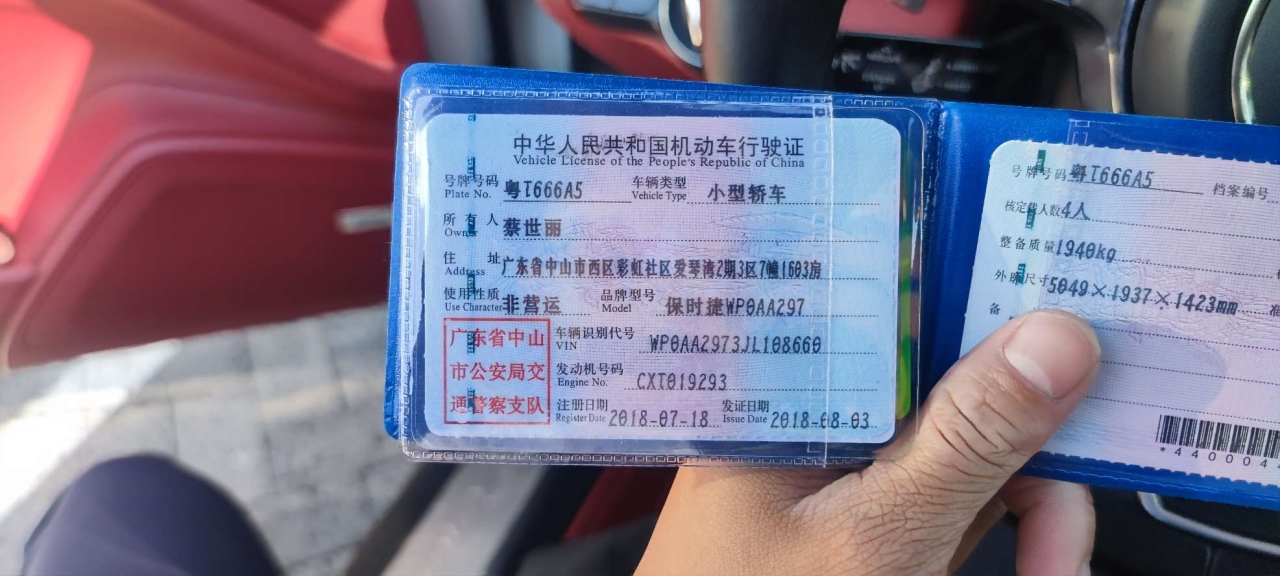 中华人民共和国机动车行驶证
Vehicle License of the People's Republic of China
号牌号码 粤T666A5 车辆类型 小型轿车
Plate No. Vehicle Type
所有人 蔡世丽
Owner
住址 广东省中山市西区彩虹社区爱琴湾2期3区7幢1603房
Address
使用性质 非营运 品牌型号 保时捷WP0AA297
Use Character Model
广东省中山
市公安局交
通警察支队
车辆识别代号 WP0AA2973JL108660
VIN
发动机号码 CXT019293
Engine No.
注册日期 2018-07-18 发证日期 2018-08-03
Register Date Issue Date
号牌号码 粤T666A5 档案编号
核定载人数 4人
整备质量 1940kg
外廓尺寸 5049×1937×1423mm
备
*440004